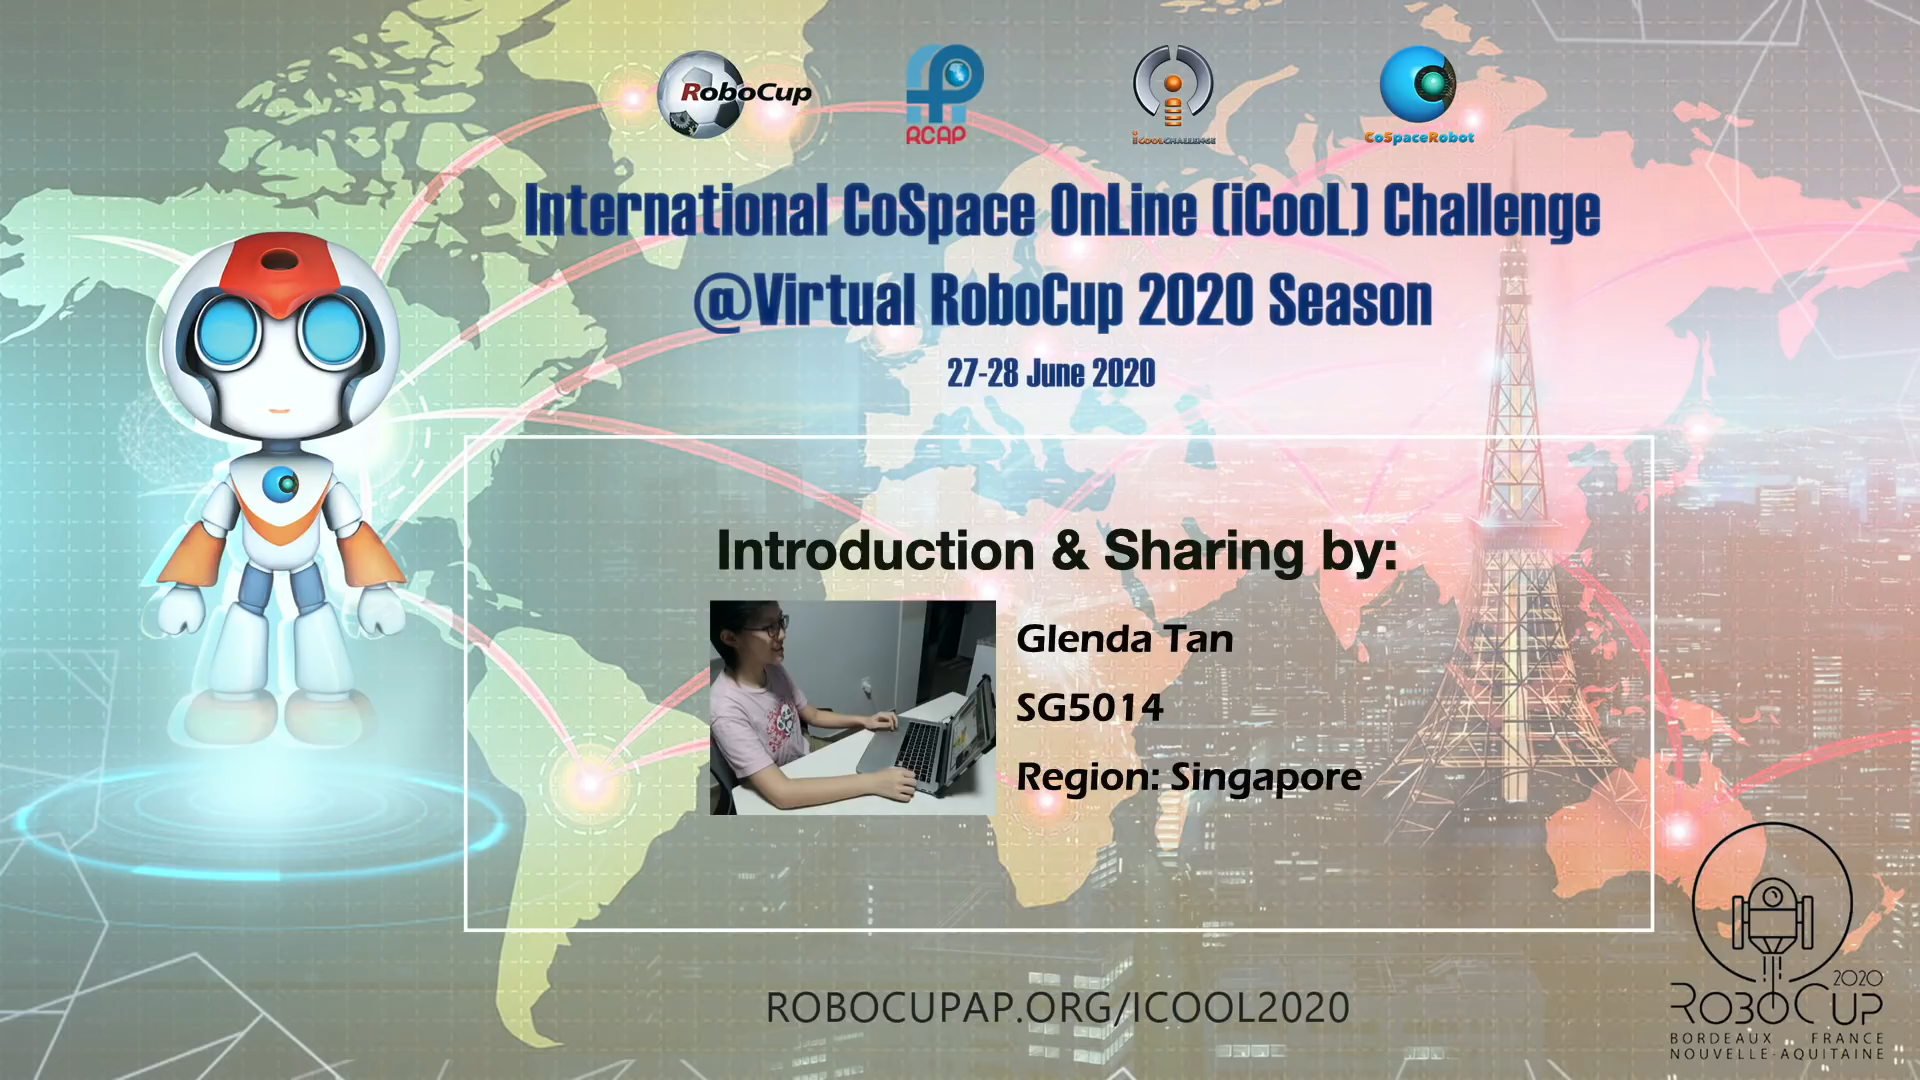 RoboCup
RCAP
iCOOLCHALLENGE
CoSpaceRobot
International CoSpace OnLine (iCooL) Challenge
@Virtual RoboCup 2020 Season
27-28 June 2020
Introduction & Sharing by:
Glenda Tan
SG5014
Region: Singapore
ROBOCUPAP.ORG/ICOOL2020
2020
ROBOCUP
BORDEAUX FRANCE
NOUVELLE-AQUITAINE